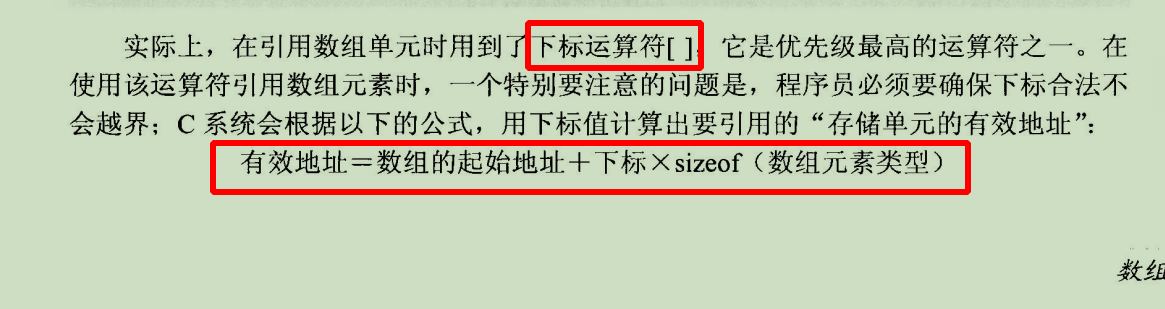 实际上，在引用数组单元时用到了下标运算符[ ]，它是优先级最高的运算符之一。在
使用该运算符引用数组元素时，一个特别要注意的问题是，程序员必须要确保下标合法不
会越界；C 系统会根据以下的公式，用下标值计算出要引用的“存储单元的有效地址”：
有效地址＝数组的起始地址＋下标×sizeof（数组元素类型）
数组